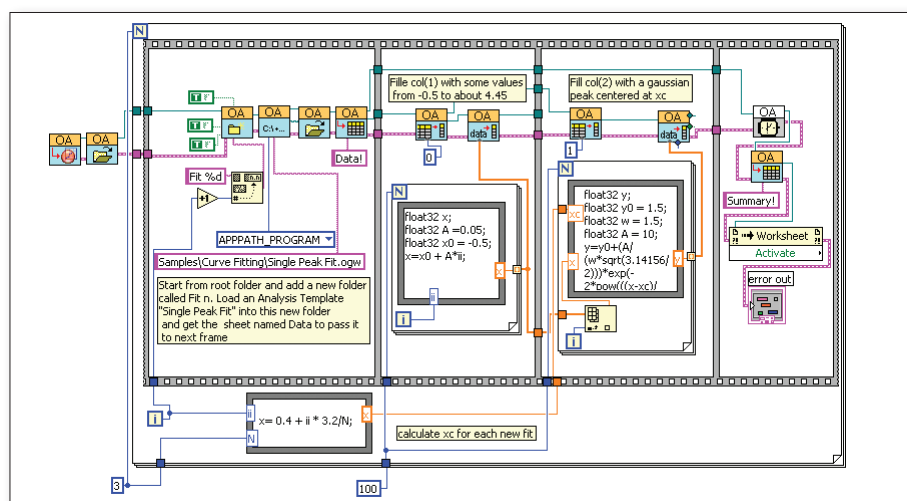 N
T F
OA
OA
T F
T F
OA
OA
C:\•...
OA
OA
Data!
Fit %d
+1
APPPATH_PROGRAM
Samples\Curve Fitting\Single Peak Fit.ogw
Start from root folder and add a new folder
called Fit n. Load an Analysis Template
"Single Peak Fit" into this new folder
and get the sheet named Data to pass it
to next frame
Fille col(1) with some values
from -0.5 to about 4.45
OA
OA
data
0
N
float32 x;
float32 A =0.05;
float32 x0 = -0.5;
x=x0 + A*ii;
x
ii
i
Fill col(2) with a gaussian
peak centered at xc
OA
OA
data
1
N
xc
x
float32 y;
float32 y0 = 1.5;
float32 w = 1.5;
float32 A = 10;
y=y0+(A/
(w*sqrt(3.14156/
2)))*exp(-
2*pow(((x-xc)/
y
i
OA
OA
Summary!
Worksheet
Activate
error out
i
ii
N
x= 0.4 + ii * 3.2/N;
x
calculate xc for each new fit
3
100